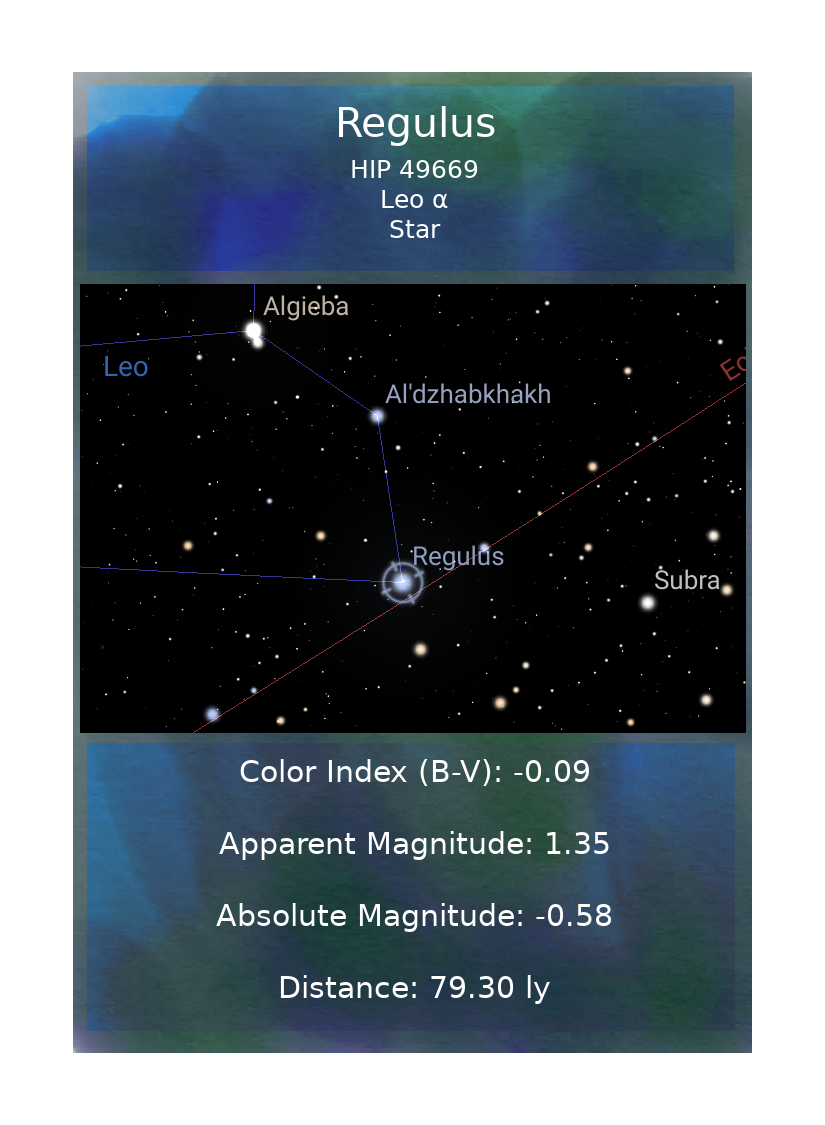 Regulus
HIP 49669
Leo α
Star
Algieba
Leo
Ec
Al'dzhabkhakh
Regulus
Subra
Color Index (B-V): -0.09
Apparent Magnitude: 1.35
Absolute Magnitude: -0.58
Distance: 79.30 ly